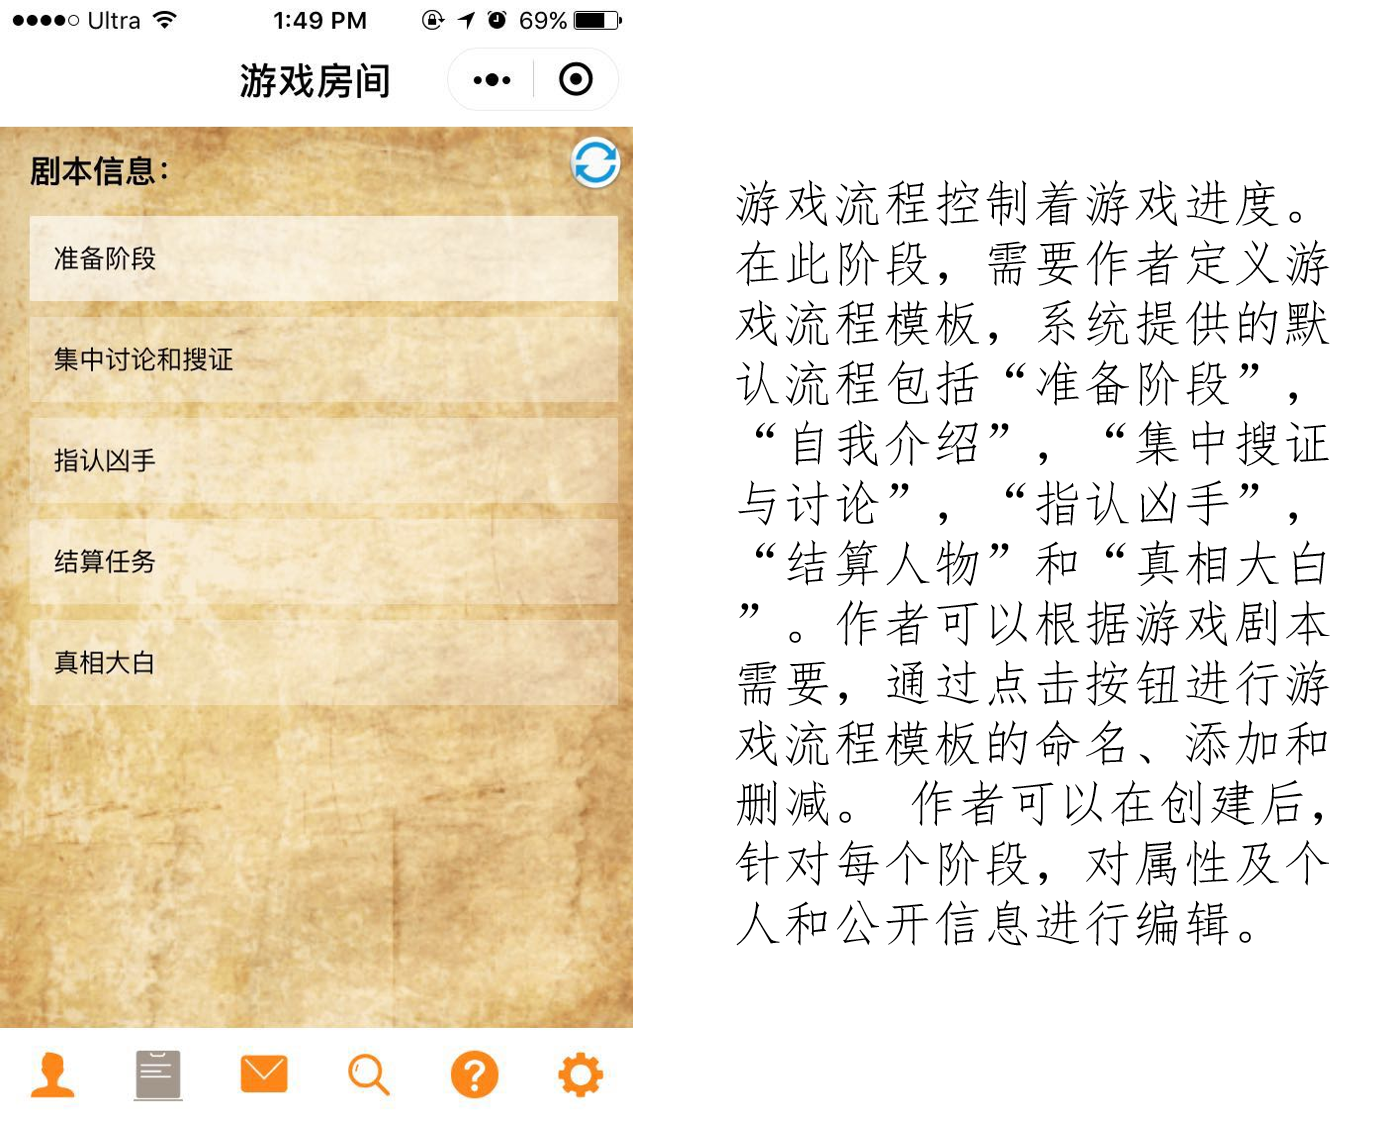 Ultra 1:49 PM 69%
游戏房间
剧本信息：
准备阶段
集中讨论和搜证
指认凶手
结算任务
真相大白
游戏流程控制着游戏进度。
在此阶段，需要作者定义游
戏流程模板，系统提供的默
认流程包括“准备阶段”，
“自我介绍”，“集中搜证
与讨论”，“指认凶手”，
“结算人物”和“真相大白
”。作者可以根据游戏剧本
需要，通过点击按钮进行游
戏流程模板的命名、添加和
删减。 作者可以在创建后，
针对每个阶段，对属性及个
人和公开信息进行编辑。